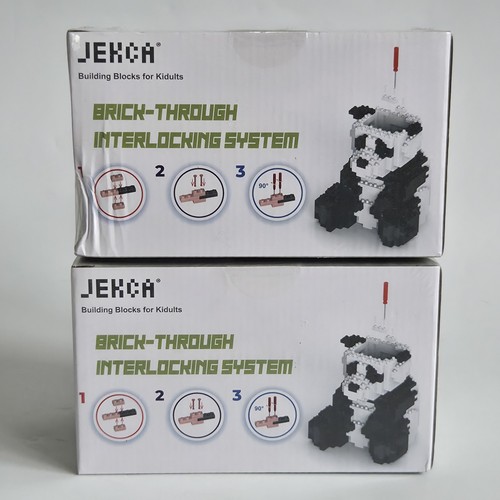 JEKCA®
Building Blocks for Kidults
BRICK-THROUGH
INTERLOCKING SYSTEM
1 2 3
90°
JEKCA®
Building Blocks for Kidults
BRICK-THROUGH
INTERLOCKING SYSTEM
1 2 3
90°